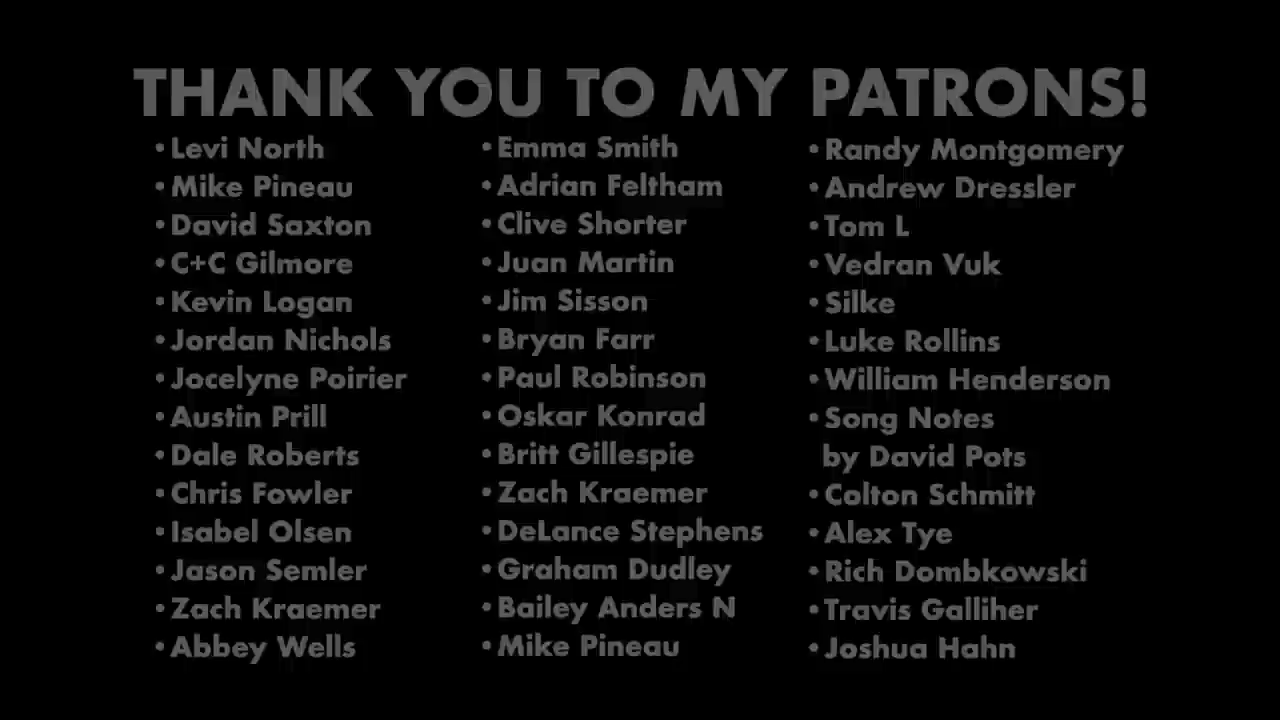 THANK YOU TO MY PATRONS!
•Levi North
•Mike Pineau
•David Saxton
•C+C Gilmore
•Kevin Logan
•Jordan Nichols
•Jocelyne Poirier
•Austin Prill
•Dale Roberts
•Chris Fowler
•Isabel Olsen
•Jason Semler
•Zach Kraemer
•Abbey Wells
•Emma Smith
•Adrian Feltham
•Clive Shorter
•Juan Martin
•Jim Sisson
•Bryan Farr
•Paul Robinson
•Oskar Konrad
•Britt Gillespie
•Zach Kraemer
•DeLance Stephens
•Graham Dudley
•Bailey Anders N
•Mike Pineau
•Randy Montgomery
•Andrew Dressler
•Tom L
•Vedran Vuk
•Silke
•Luke Rollins
•William Henderson
•Song Notes
by David Pots
•Colton Schmitt
•Alex Tye
•Rich Dombkowski
•Travis Galliher
•Joshua Hahn